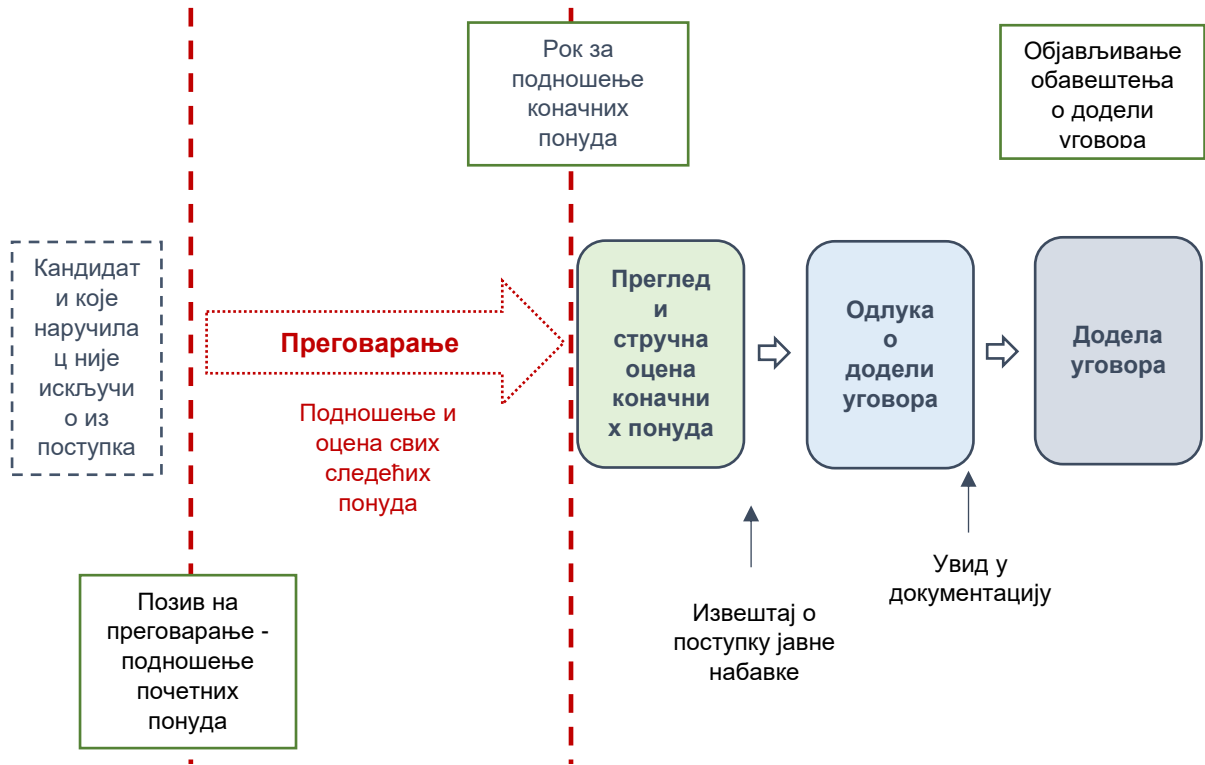 Рок за
подношење
коначних
понуда
Објављивање
обавештења
о додели
уговора
Кандидат
и које
наручила
ц није
искључи
о из
поступка
Преговарање
Подношење и
оцена свих
следећих
понуда
Преглед
и
стручна
оцена
коначни
х понуда
Одлука
о
додели
уговора
Додела
уговора
Позив на
преговарање -
подношење
почетних
понуда
Извештај о
поступку јавне
набавке
Увид у
документацију